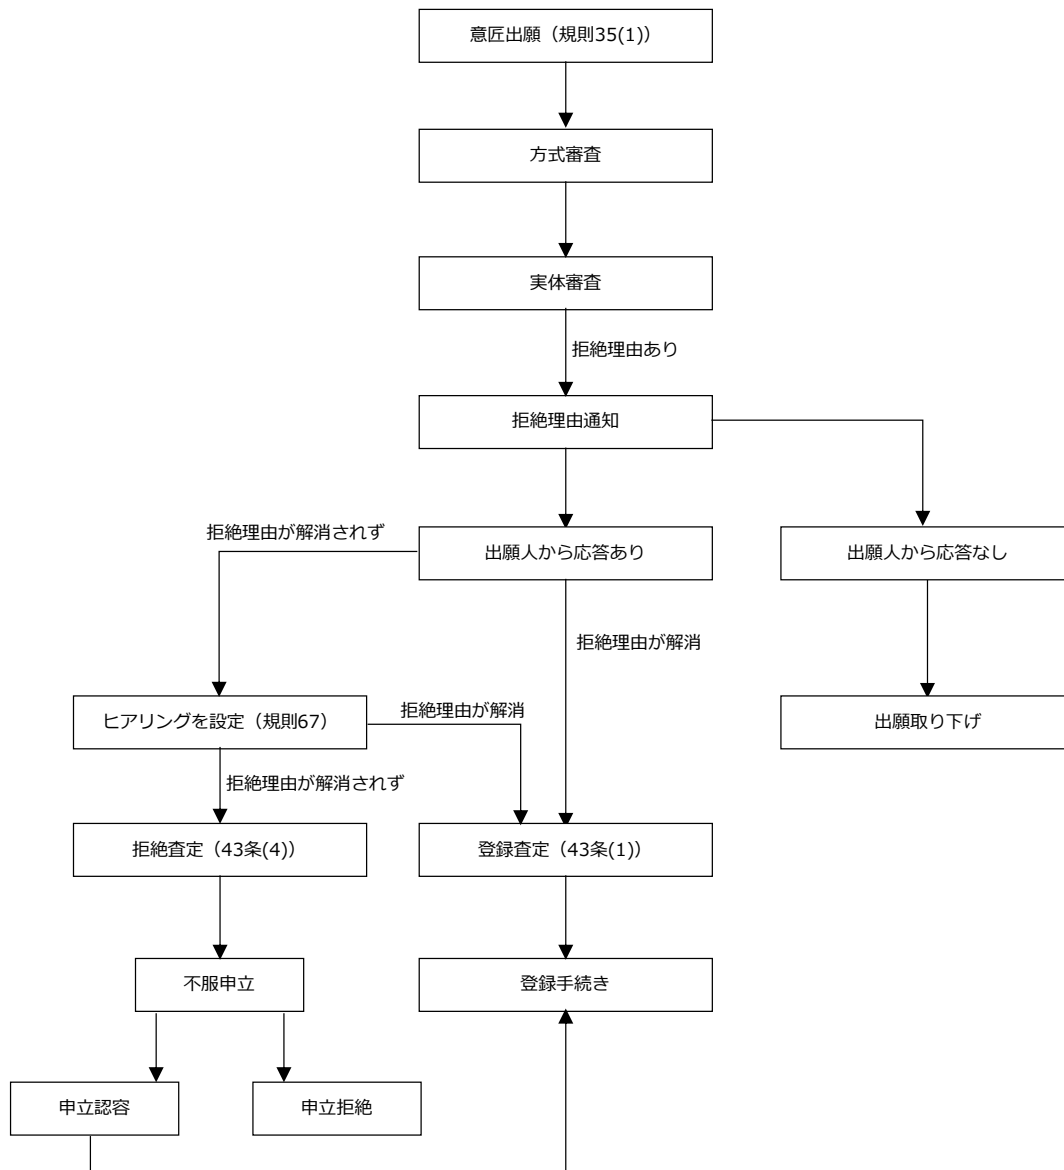 意匠出願（規則35(1)）
方式審査
実体審査
拒絶理由あり
拒絶理由通知
拒絶理由が解消されず
出願人から応答あり
出願人から応答なし
拒絶理由が解消
ヒアリングを設定（規則67）
拒絶理由が解消
出願取り下げ
拒絶理由が解消されず
拒絶査定（43条(4)）
登録査定（43条(1)）
不服申立
登録手続き
申立認容
申立拒絶